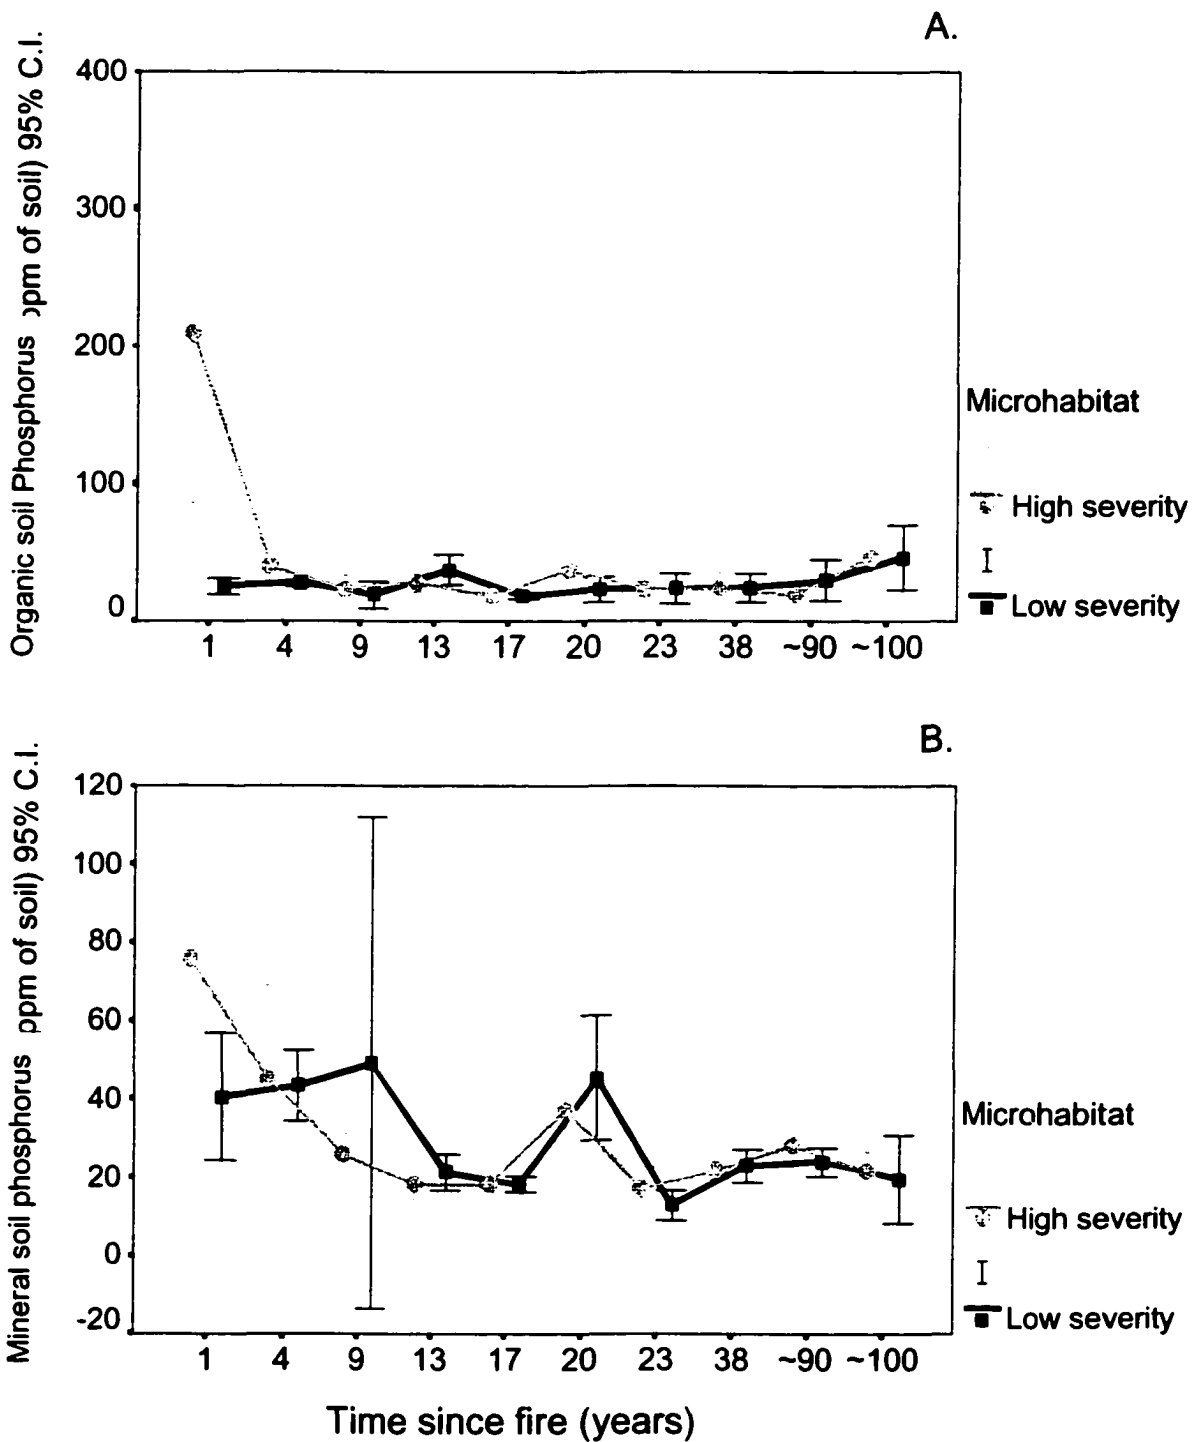 A.
Organic soil Phosphorus ppm of soil) 95% C.I.
400
300
200
100
0
1 4 9 13 17 20 23 38 ~90 ~100
Microhabitat
High severity
Low severity
B.
Mineral soil phosphorus ppm of soil) 95% C.I.
120
100
80
60
40
20
0
-20
1 4 9 13 17 20 23 38 ~90 ~100
Microhabitat
High severity
Low severity
Time since fire (years)